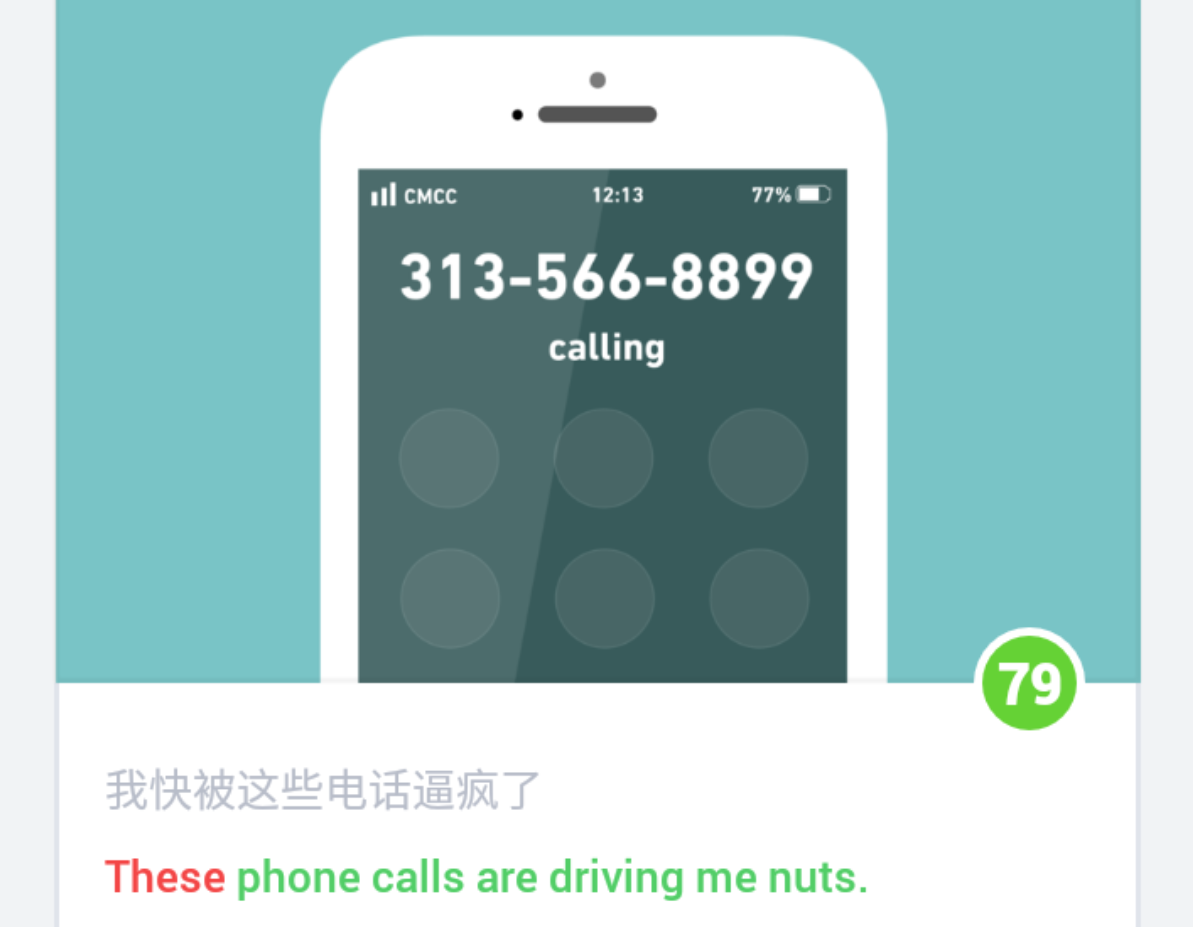 CMCC 12:13 77%
313-566-8899
calling
79
我快被这些电话逼疯了
These phone calls are driving me nuts.